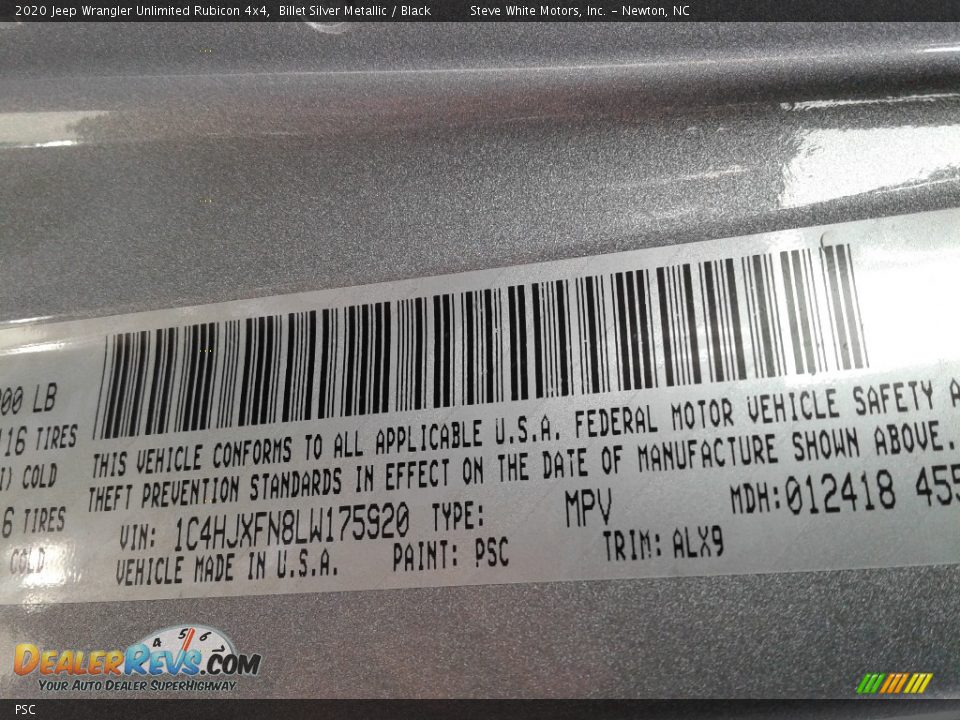 2020 Jeep Wrangler Unlimited Rubicon 4x4, Billet Silver Metallic / Black Steve White Motors, Inc. - Newton, NC
00 LB
16 TIRES
COLD
6 TIRES
COLD
THIS VEHICLE CONFORMS TO ALL APPLICABLE U.S.A. FEDERAL MOTOR VEHICLE SAFETY A
THEFT PREVENTION STANDARDS IN EFFECT ON THE DATE OF MANUFACTURE SHOWN ABOVE.
VIN: 1C4HJXFN8LW175920 TYPE: MPV MDH:012418 455
VEHICLE MADE IN U.S.A. PAINT: PSC TRIM: ALX9
4 5 6
DEALERREVS.COM
YOUR AUTO DEALER SUPERHIGHWAY
PSC